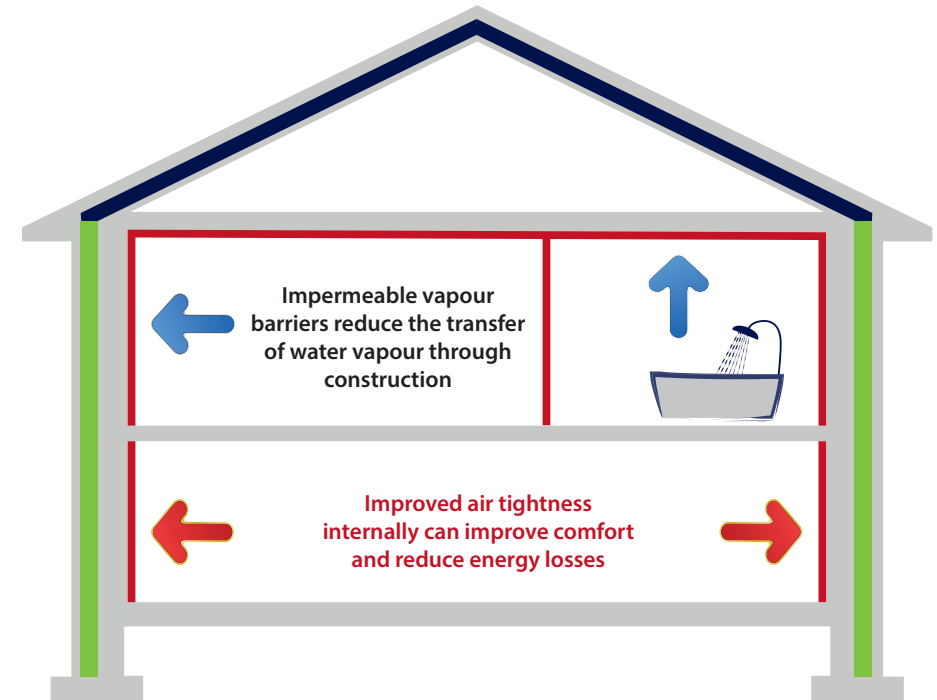 Impermeable vapour
barriers reduce the transfer
of water vapour through
construction
Improved air tightness
internally can improve comfort
and reduce energy losses